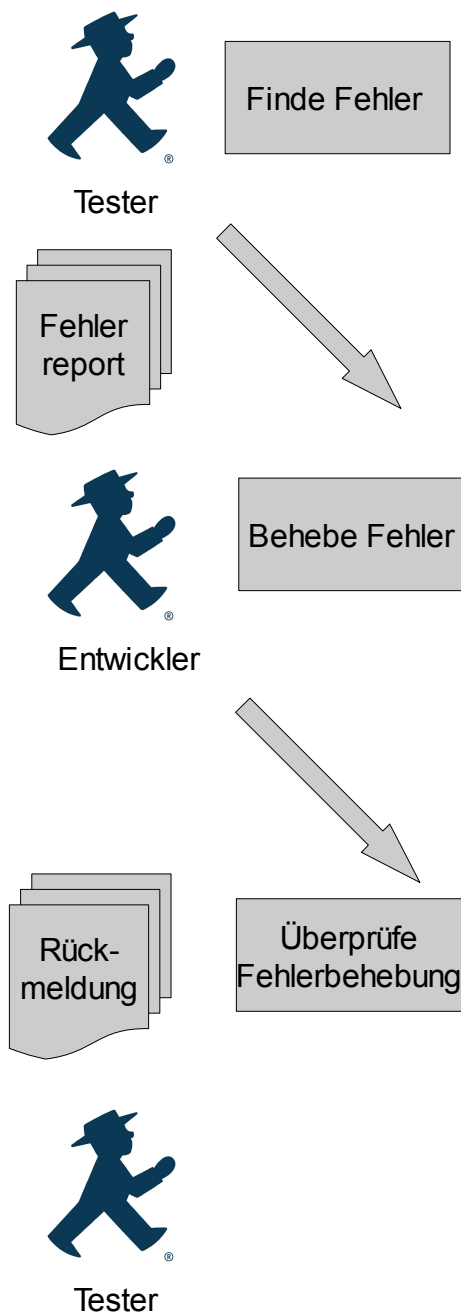 Finde Fehler
®
Tester
Fehler
report
Behebe Fehler
®
Entwickler
Rück-
meldung
Überprüfe
Fehlerbehebung
®
Tester